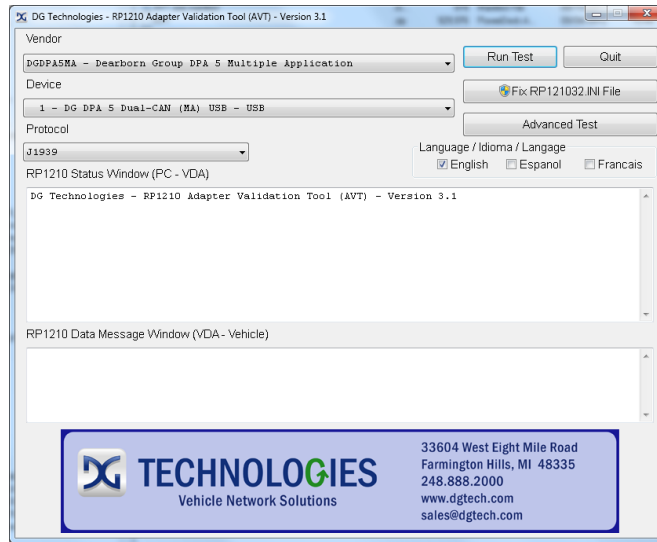 DG Technologies - RP1210 Adapter Validation Tool (AVT) - Version 3.1
Vendor
DGDPA5MA - Dearborn Group DPA 5 Multiple Application
Run Test
Quit
Device
1 - DG DPA 5 Dual-CAN (MA) USB - USB
Fix RP121032.INI File
Advanced Test
Protocol
J1939
Language / Idioma / Langage
English
Espanol
Francais
RP1210 Status Window (PC - VDA)
DG Technologies - RP1210 Adapter Validation Tool (AVT) - Version 3.1
RP1210 Data Message Window (VDA - Vehicle)
DG TECHNOLOGIES
Vehicle Network Solutions
33604 West Eight Mile Road
Farmington Hills, MI 48335
248.888.2000
www.dgtech.com
sales@dgtech.com